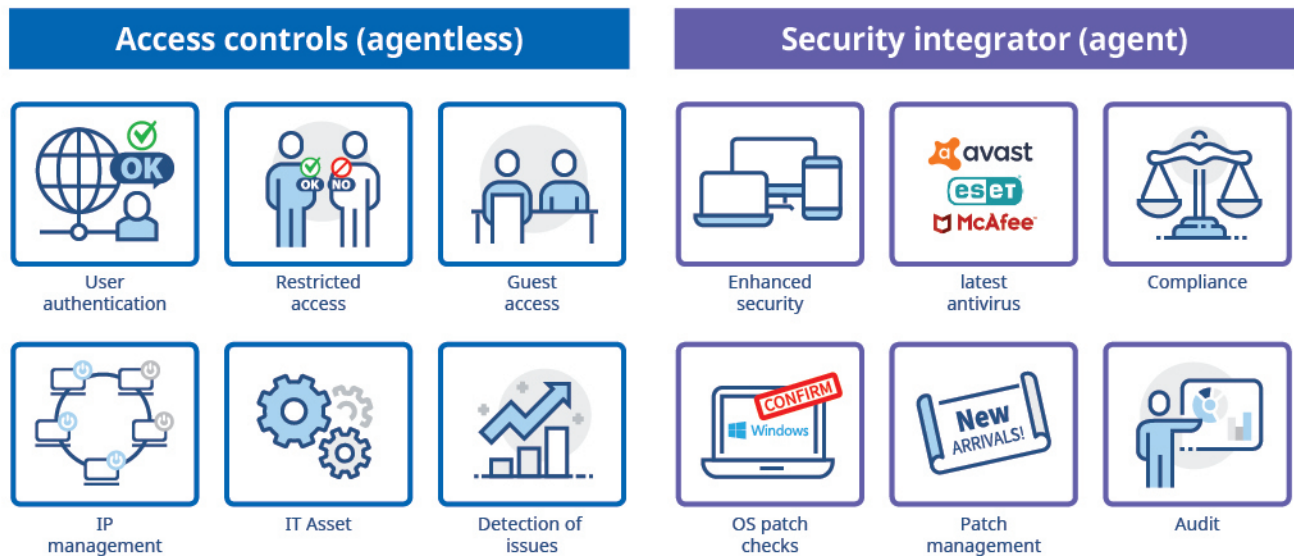 Access controls (agentless)
Security integrator (agent)
OK
User
authentication
OK NO
Restricted
access
Guest
access
Enhanced
security
a avast
eseT
McAfee™
latest
antivirus
Compliance
IP
management
IT Asset
Detection of
issues
CONFIRM
Windows
OS patch
checks
New
ARRIVALS!
Patch
management
Audit